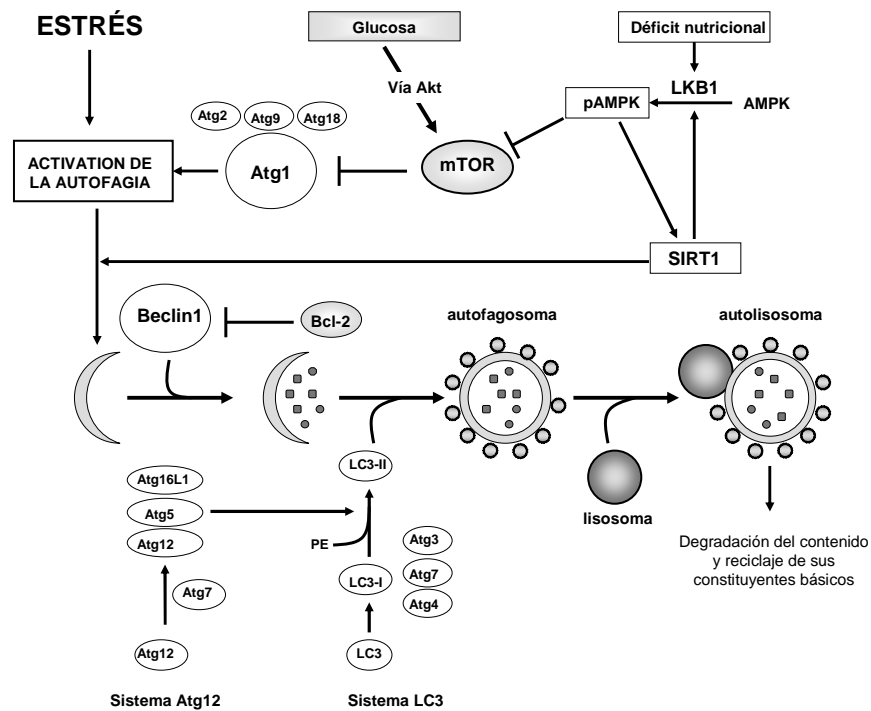 ESTRÉS
Glucosa
Déficit nutricional
Vía Akt
LKB1
pAMPK
AMPK
Atg2
Atg9
Atg18
ACTIVATION DE
LA AUTOFAGIA
Atg1
mTOR
SIRT1
Beclin1
Bcl-2
autofagosoma
autolisosoma
LC3-II
Atg16L1
Atg5
Atg12
PE
Atg3
lisosoma
Degradación del contenido
y reciclaje de sus
constituyentes básicos
Atg7
LC3-I
Atg7
Atg4
Atg12
LC3
Sistema Atg12
Sistema LC3